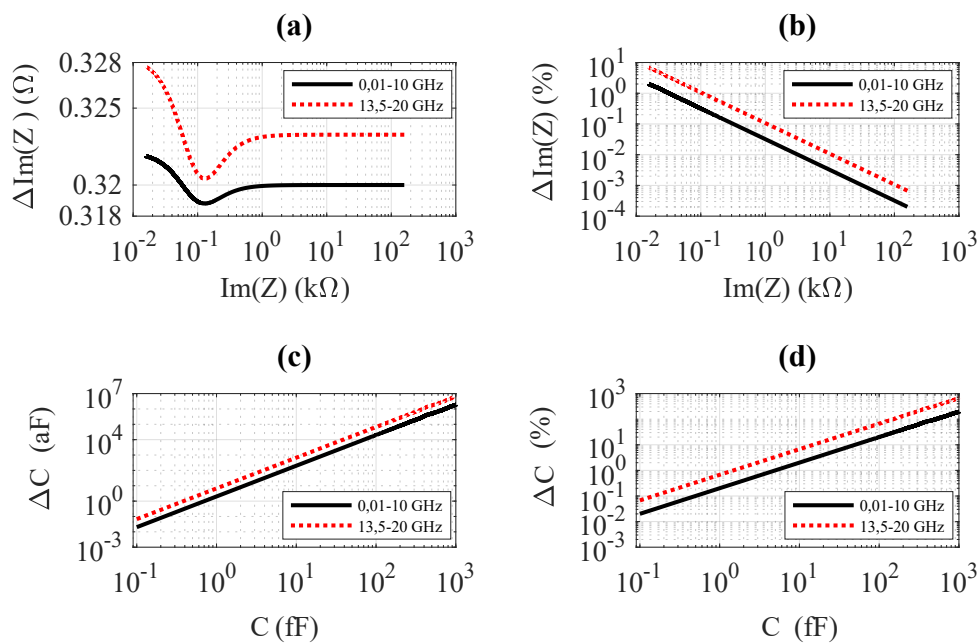 (a)
0.328
0.325
0.32
0.318
ΔIm(Z) (Ω)
0,01-10 GHz
13,5-20 GHz
10^-2 10^-1 10^0 10^1 10^2 10^3
Im(Z) (kΩ)
(b)
10^1
10^0
10^-1
10^-2
10^-3
10^-4
ΔIm(Z) (%)
0,01-10 GHz
13,5-20 GHz
10^-2 10^-1 10^0 10^1 10^2 10^3
Im(Z) (kΩ)
(c)
10^7
10^4
10^0
10^-3
ΔC (aF)
0,01-10 GHz
13,5-20 GHz
10^-1 10^0 10^1 10^2 10^3
C (fF)
(d)
10^3
10^2
10^1
10^0
10^-1
10^-2
10^-3
ΔC (%)
0,01-10 GHz
13,5-20 GHz
10^-1 10^0 10^1 10^2 10^3
C (fF)